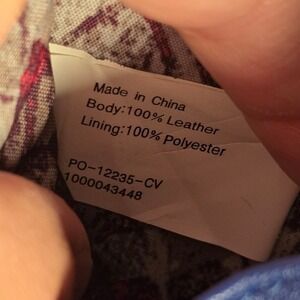 Made in China
Body:100% Leather
Lining:100% Polyester
PO-12235-CV
1000043448